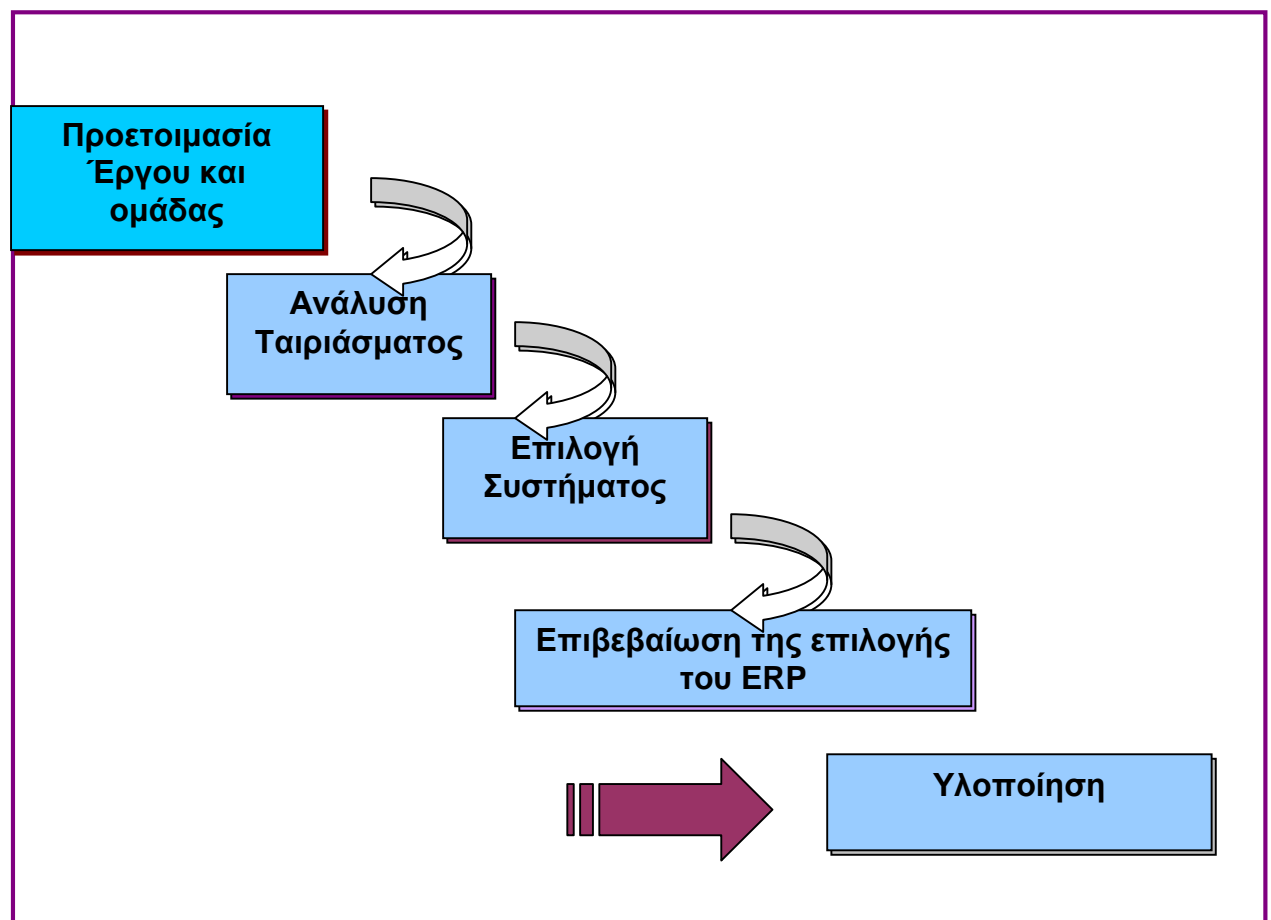 Προετοιμασία
Έργου και
ομάδας
Ανάλυση
Ταιριάσματος
Επιλογή
Συστήματος
Επιβεβαίωση της επιλογής
του ERP
Υλοποίηση